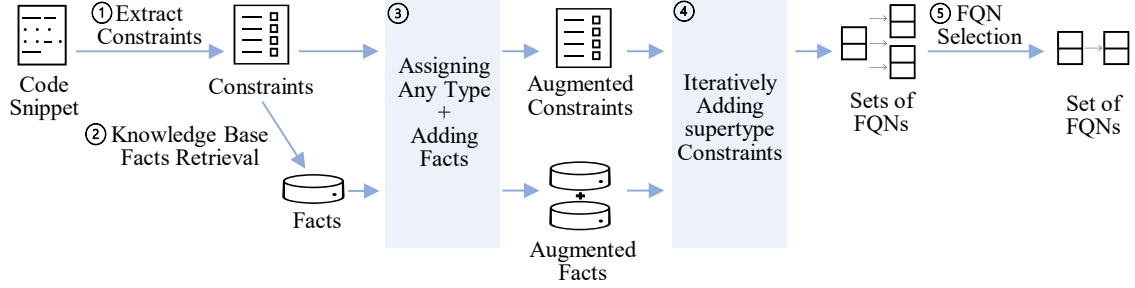 ① Extract
Constraints
Code
Snippet
Constraints
② Knowledge Base
Facts Retrieval
Facts
③
Assigning
Any Type
+
Adding
Facts
Augmented
Constraints
+
Augmented
Facts
④
Iteratively
Adding
supertype
Constraints
Sets of
FQNs
⑤ FQN
Selection
Set of
FQNs